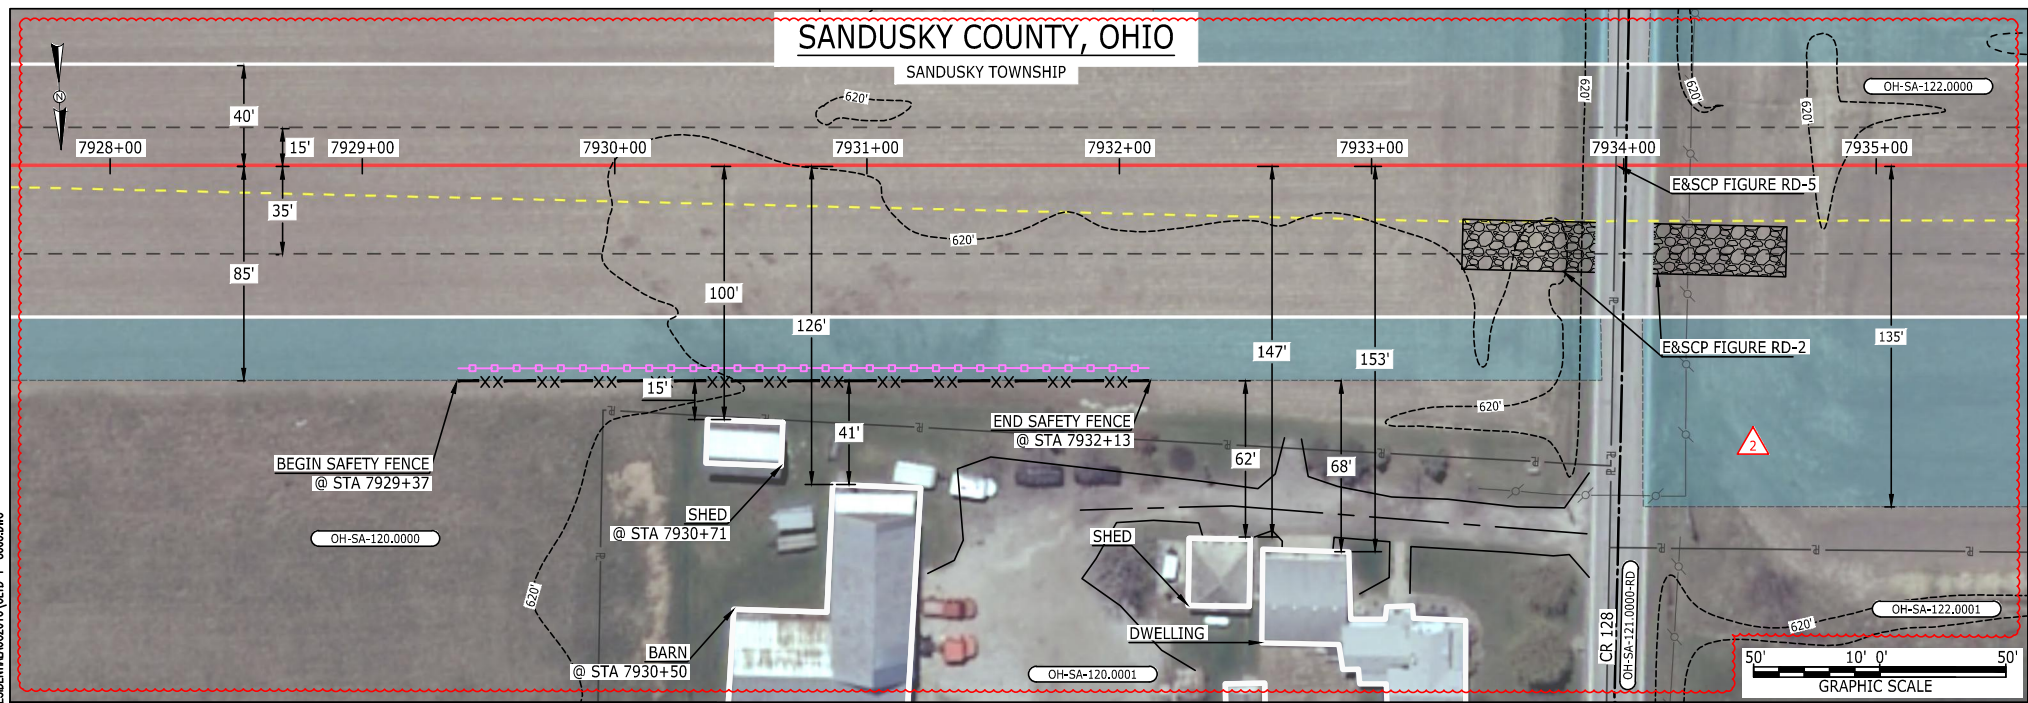 SANDUSKY COUNTY, OHIO
SANDUSKY TOWNSHIP
N
40'
15'
620'
620'
620'
620'
OH-SA-122.0000
7928+00
7929+00
7930+00
7931+00
7932+00
7933+00
7934+00
7935+00
E&SCP FIGURE RD-5
35'
620'
85'
100'
126'
147'
153'
135'
E&SCP FIGURE RD-2
15'
620'
END SAFETY FENCE
@ STA 7932+13
41'
62'
68'
2
BEGIN SAFETY FENCE
@ STA 7929+37
SHED
@ STA 7930+71
OH-SA-120.0000
SHED
620'
DWELLING
CR 128
OH-SA-121.0000-RD
OH-SA-122.0001
620'
BARN
@ STA 7930+50
OH-SA-120.0001
50' 10' 0' 50'
GRAPHIC SCALE